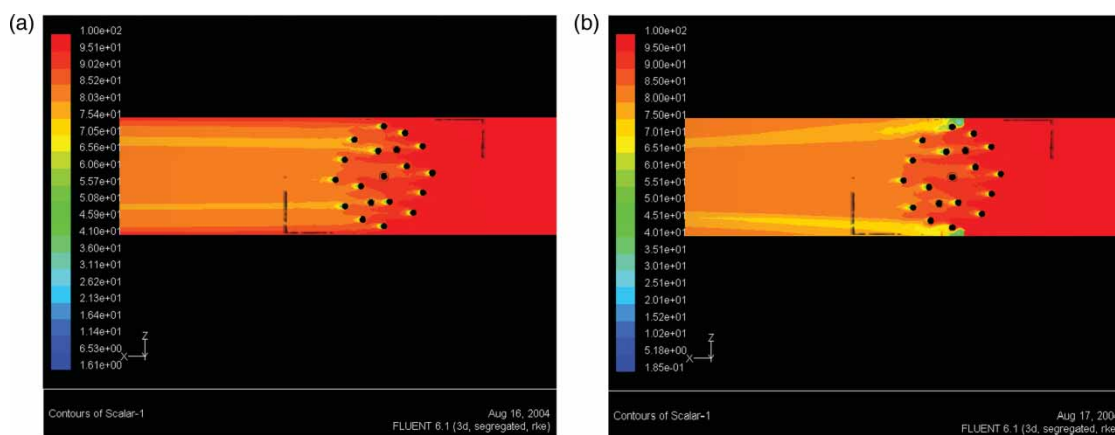 (a)
1.00e+02
9.51e+01
9.02e+01
8.52e+01
8.03e+01
7.54e+01
7.05e+01
6.56e+01
6.06e+01
5.57e+01
5.08e+01
4.59e+01
4.10e+01
3.60e+01
3.11e+01
2.62e+01
2.13e+01
1.64e+01
1.14e+01
6.53e+00
1.61e+00
Z
X
Y
Contours of Scalar-1
Aug 16, 2004
FLUENT 6.1 (3d, segregated, rke)
(b)
1.00e+02
9.50e+01
9.00e+01
8.50e+01
8.00e+01
7.50e+01
7.01e+01
6.51e+01
6.01e+01
5.51e+01
5.01e+01
4.51e+01
4.01e+01
3.51e+01
3.01e+01
2.51e+01
2.01e+01
1.52e+01
1.02e+01
5.18e+00
1.85e-01
Z
X
Y
Contours of Scalar-1
Aug 17, 2004
FLUENT 6.1 (3d, segregated, rke)